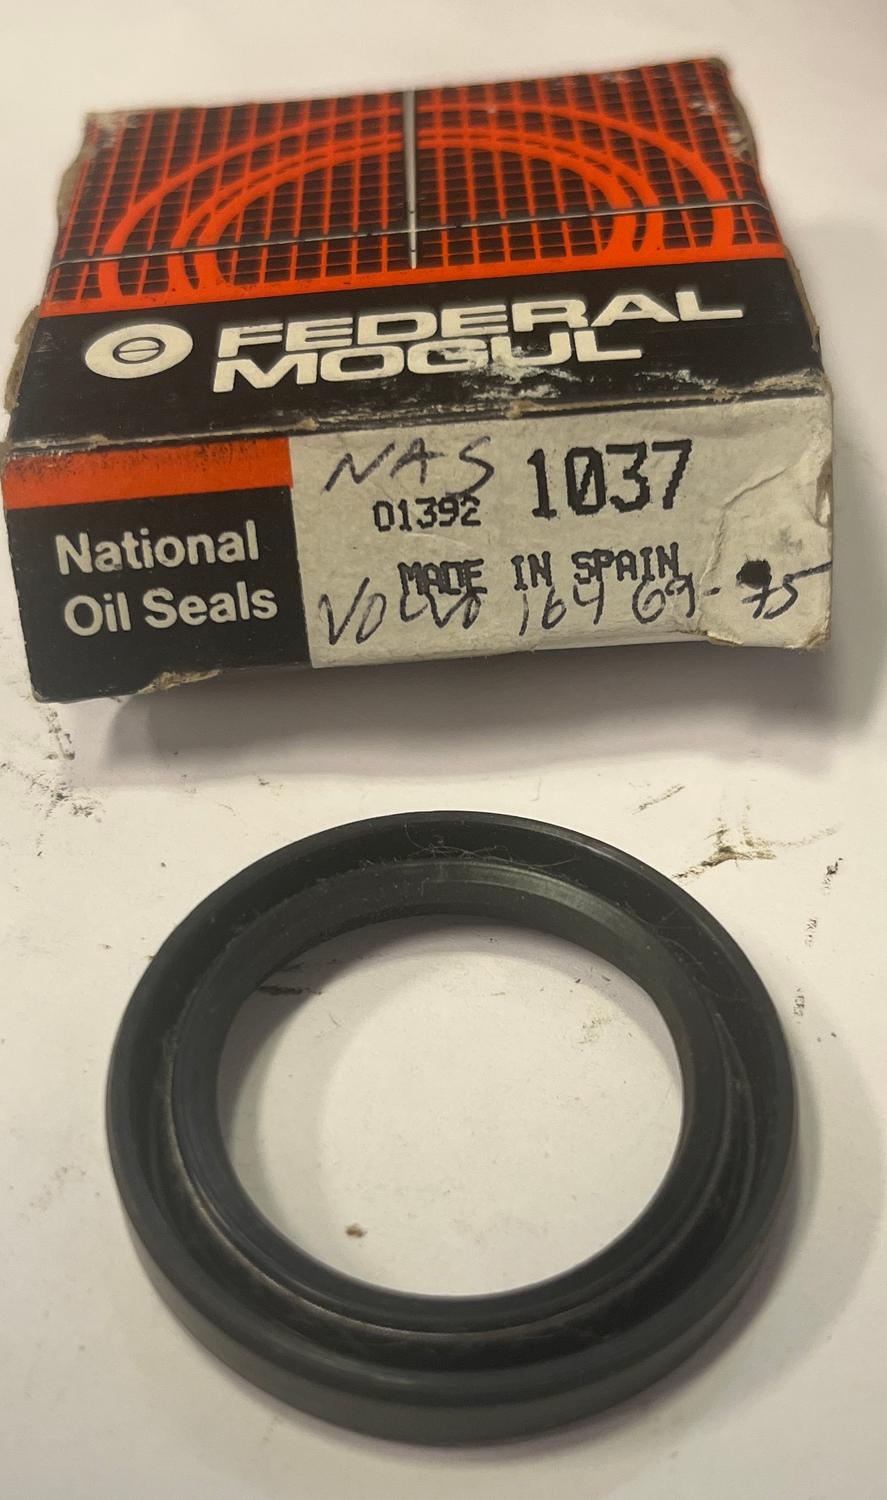 FEDERAL
MOGUL
National
Oil Seals
NAS 1037
01392
MADE IN SPAIN
VOLVO 164 69-75